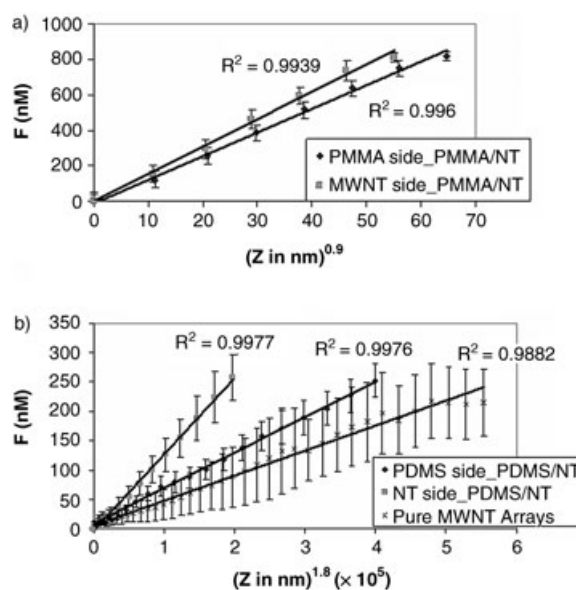 a)
1000
800
600
400
200
0
F (nM)
R² = 0.9939
R² = 0.996
PMMA side_PMMA/NT
MWNT side_PMMA/NT
0 10 20 30 40 50 60 70 80
(Z in nm)^0.9
b)
350
300
250
200
150
100
50
0
F (nM)
R² = 0.9977
R² = 0.9976
R² = 0.9882
PDMS side_PDMS/NT
NT side_PDMS/NT
Pure MWNT Arrays
0 1 2 3 4 5 6
(Z in nm)^1.8 (× 10^5)